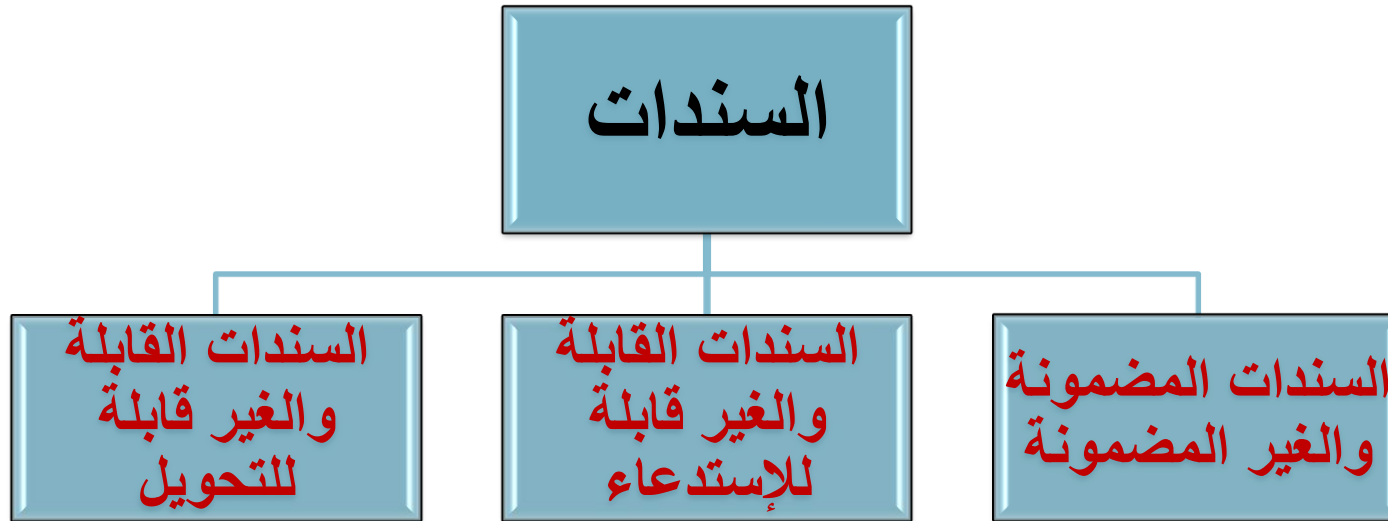 السندات
السندات المضمونة
والغير المضمونة
السندات القابلة
والغير قابلة
للإستدعاء
السندات القابلة
والغير قابلة
للتحويل